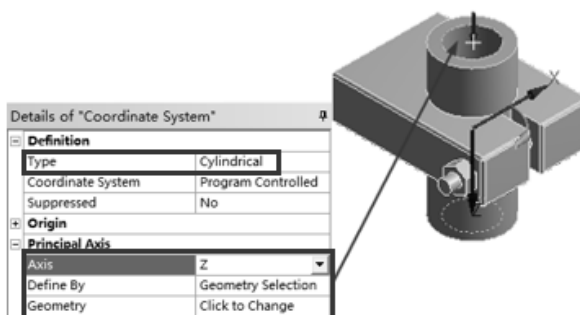 Details of "Coordinate System"
Definition
Type Cylindrical
Coordinate System Program Controlled
Suppressed No
Origin
Principal Axis
Axis Z
Define By Geometry Selection
Geometry Click to Change
X
Z